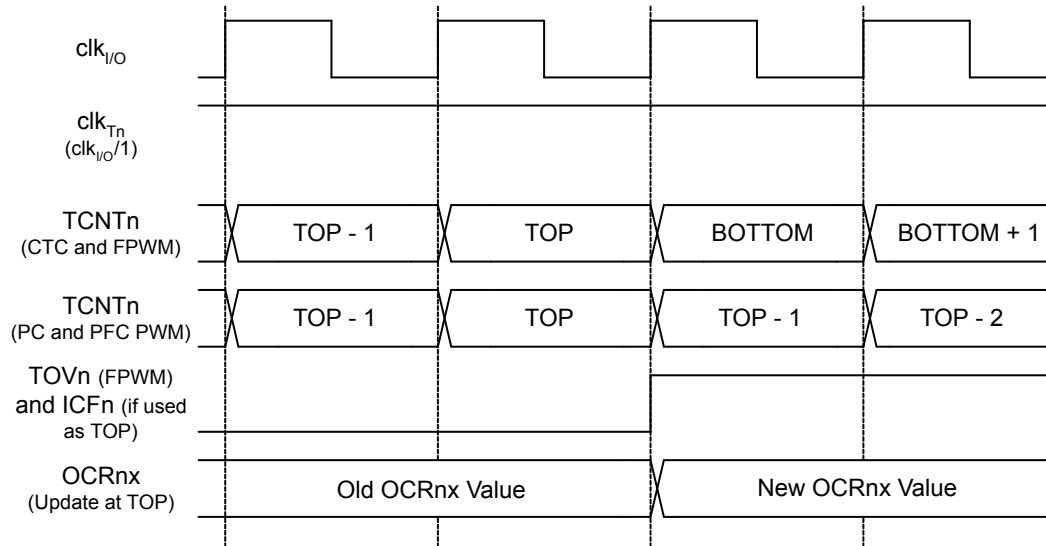 clkI/O
clkTn
(clkI/O/1)
TCNTn
(CTC and FPWM)
TOP - 1
TOP
BOTTOM
BOTTOM + 1
TCNTn
(PC and PFC PWM)
TOP - 1
TOP
TOP - 1
TOP - 2
TOVn (FPWM)
and ICFn (if used
as TOP)
OCRnx
(Update at TOP)
Old OCRnx Value
New OCRnx Value